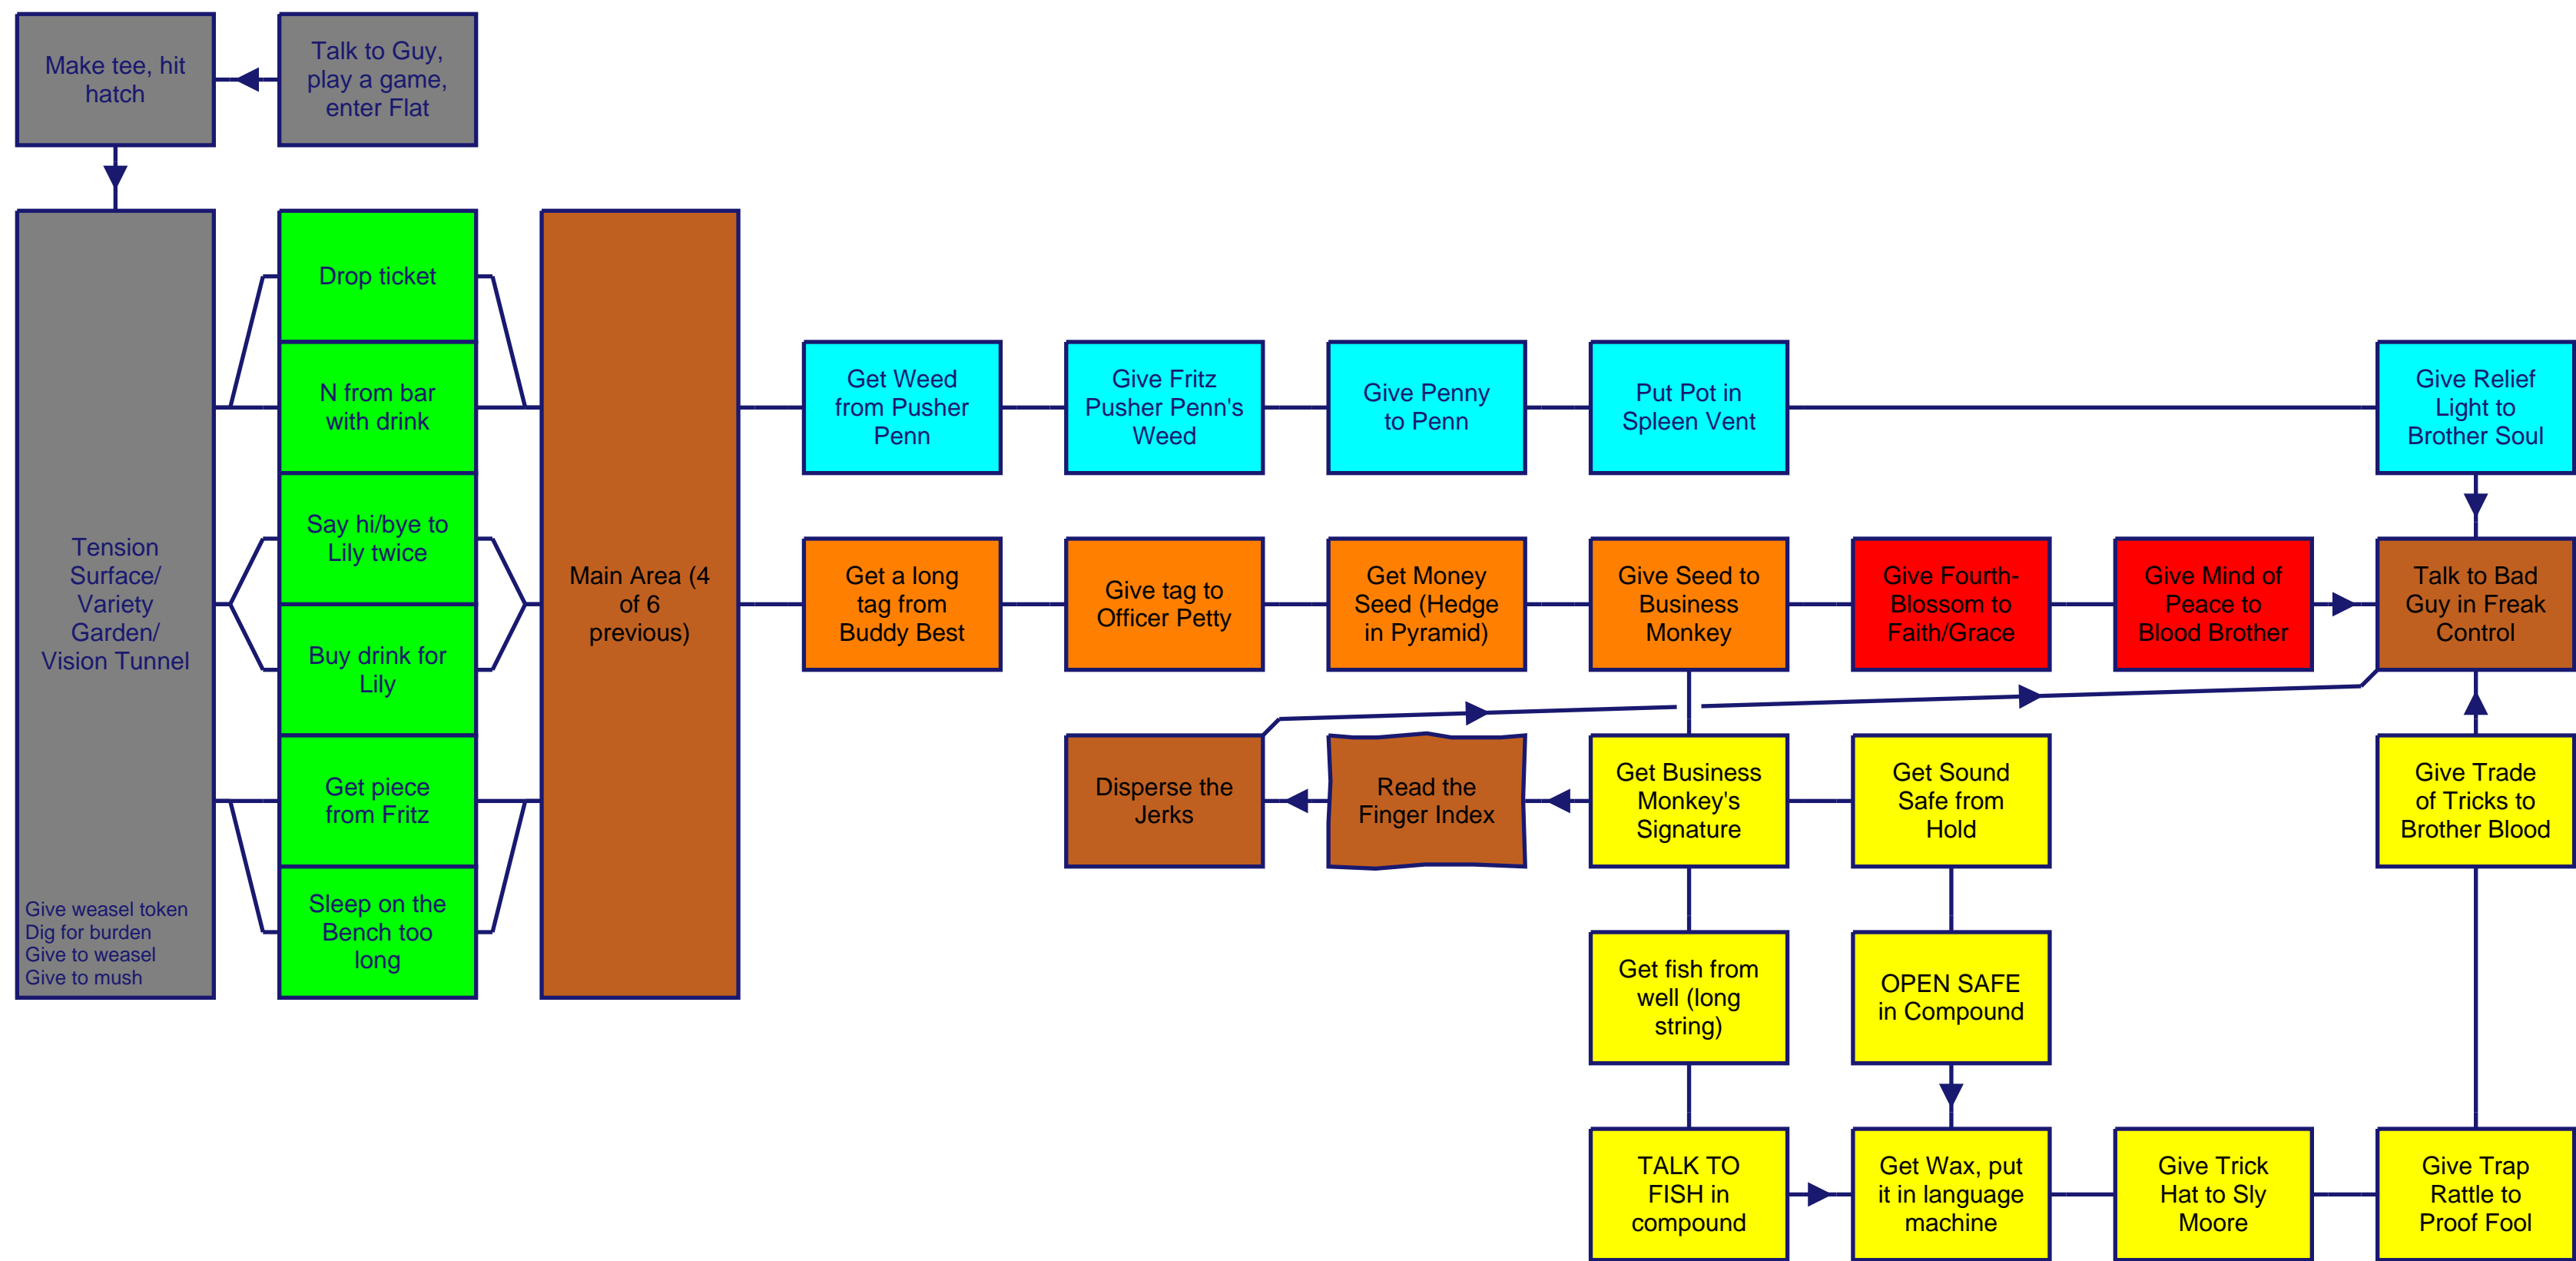 Make tee, hit
hatch
Talk to Guy,
play a game,
enter Flat
Tension
Surface/
Variety
Garden/
Vision Tunnel
Give weasel token
Dig for burden
Give to weasel
Give to mush
Drop ticket
N from bar
with drink
Say hi/bye to
Lily twice
Buy drink for
Lily
Get piece
from Fritz
Sleep on the
Bench too
long
Main Area (4
of 6
previous)
Get Weed
from Pusher
Penn
Give Fritz
Pusher Penn's
Weed
Give Penny
to Penn
Put Pot in
Spleen Vent
Give Relief
Light to
Brother Soul
Get a long
tag from
Buddy Best
Give tag to
Officer Petty
Get Money
Seed (Hedge
in Pyramid)
Give Seed to
Business
Monkey
Give Fourth-
Blossom to
Faith/Grace
Give Mind of
Peace to
Blood Brother
Talk to Bad
Guy in Freak
Control
Disperse the
Jerks
Read the
Finger Index
Get Business
Monkey's
Signature
Get Sound
Safe from
Hold
Give Trade
of Tricks to
Brother Blood
Get fish from
well (long
string)
OPEN SAFE
in Compound
TALK TO
FISH in
compound
Get Wax, put
it in language
machine
Give Trick
Hat to Sly
Moore
Give Trap
Rattle to
Proof Fool